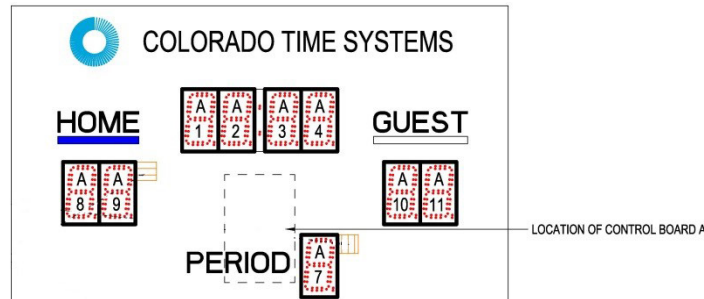 COLORADO TIME SYSTEMS
HOME
A 1
A 2
A 3
A 4
GUEST
A 8
A 9
A 10
A 11
LOCATION OF CONTROL BOARD A
PERIOD
A 7